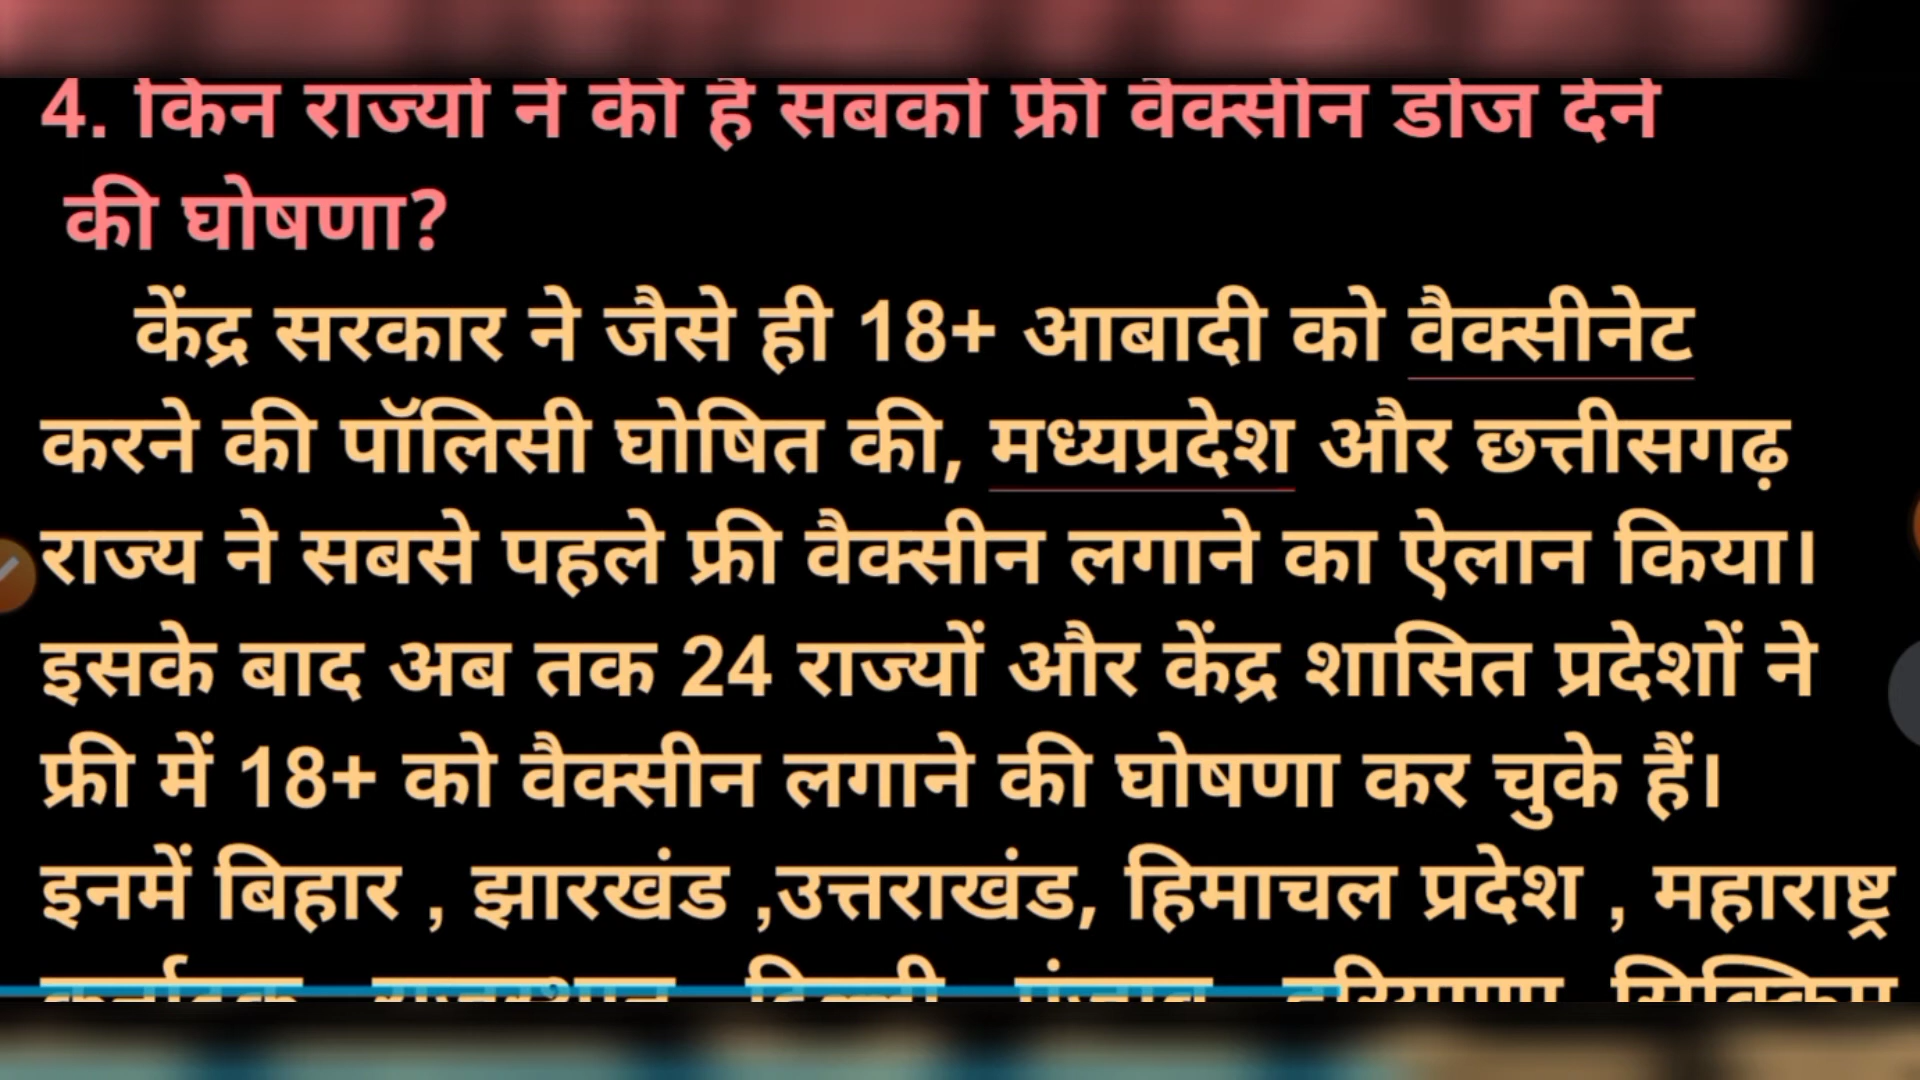 4. किन राज्यों ने की है सबको फ्री वैक्सीन डोज देने
की घोषणा?
केंद्र सरकार ने जैसे ही 18+ आबादी को वैक्सीनेट
करने की पॉलिसी घोषित की, मध्यप्रदेश और छत्तीसगढ़
राज्य ने सबसे पहले फ्री वैक्सीन लगाने का ऐलान किया।
इसके बाद अब तक 24 राज्यों और केंद्र शासित प्रदेशों ने
फ्री में 18+ को वैक्सीन लगाने की घोषणा कर चुके हैं।
इनमें बिहार , झारखंड ,उत्तराखंड, हिमाचल प्रदेश , महाराष्ट्र